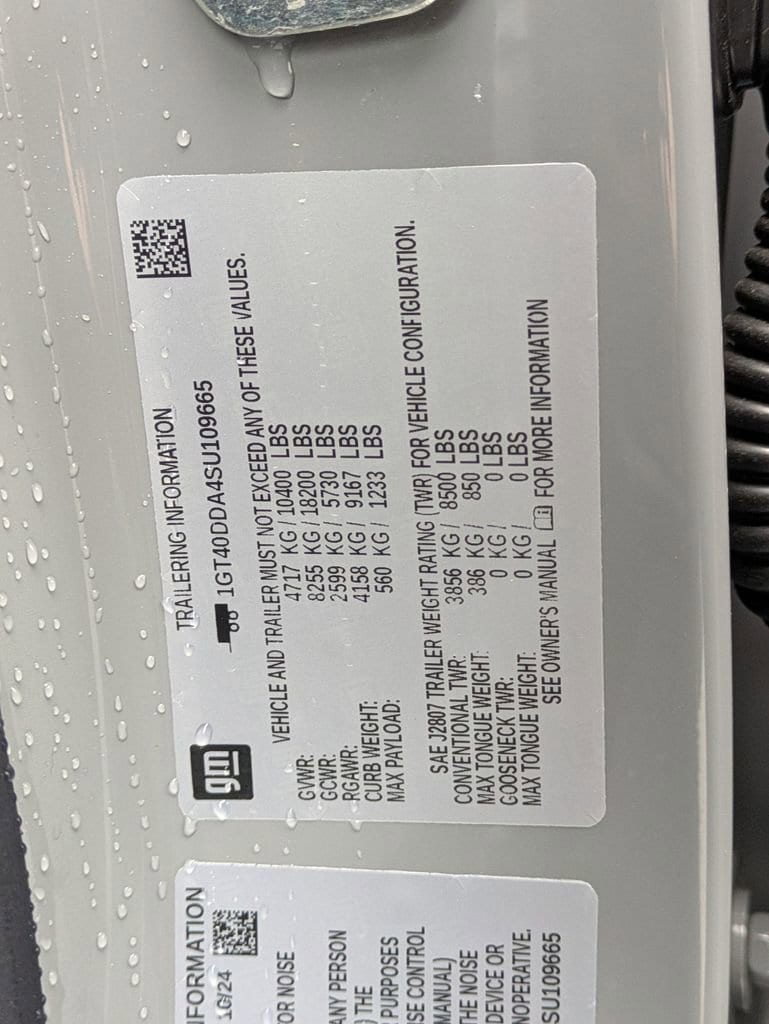 gm
TRAILERING INFORMATION
1GT40DDA4SU109665
VEHICLE AND TRAILER MUST NOT EXCEED ANY OF THESE VALUES.
GVWR: 4717 KG / 10400 LBS
GCWR: 8255 KG / 18200 LBS
RGAWR: 2599 KG / 5730 LBS
CURB WEIGHT: 4158 KG / 9167 LBS
MAX PAYLOAD: 560 KG / 1233 LBS
SAE J2807 TRAILER WEIGHT RATING (TWR) FOR VEHICLE CONFIGURATION.
CONVENTIONAL TWR: 3856 KG / 8500 LBS
MAX TONGUE WEIGHT: 386 KG / 850 LBS
GOOSENECK TWR: 0 KG / 0 LBS
MAX TONGUE WEIGHT: 0 KG / 0 LBS
SEE OWNER'S MANUAL FOR MORE INFORMATION
FORMATION
10/24
OR NOISE
ANY PERSON
) THE
PURPOSES
SE CONTROL
MANUAL)
THE NOISE
DEVICE OR
NOPERATIVE.
SU109665